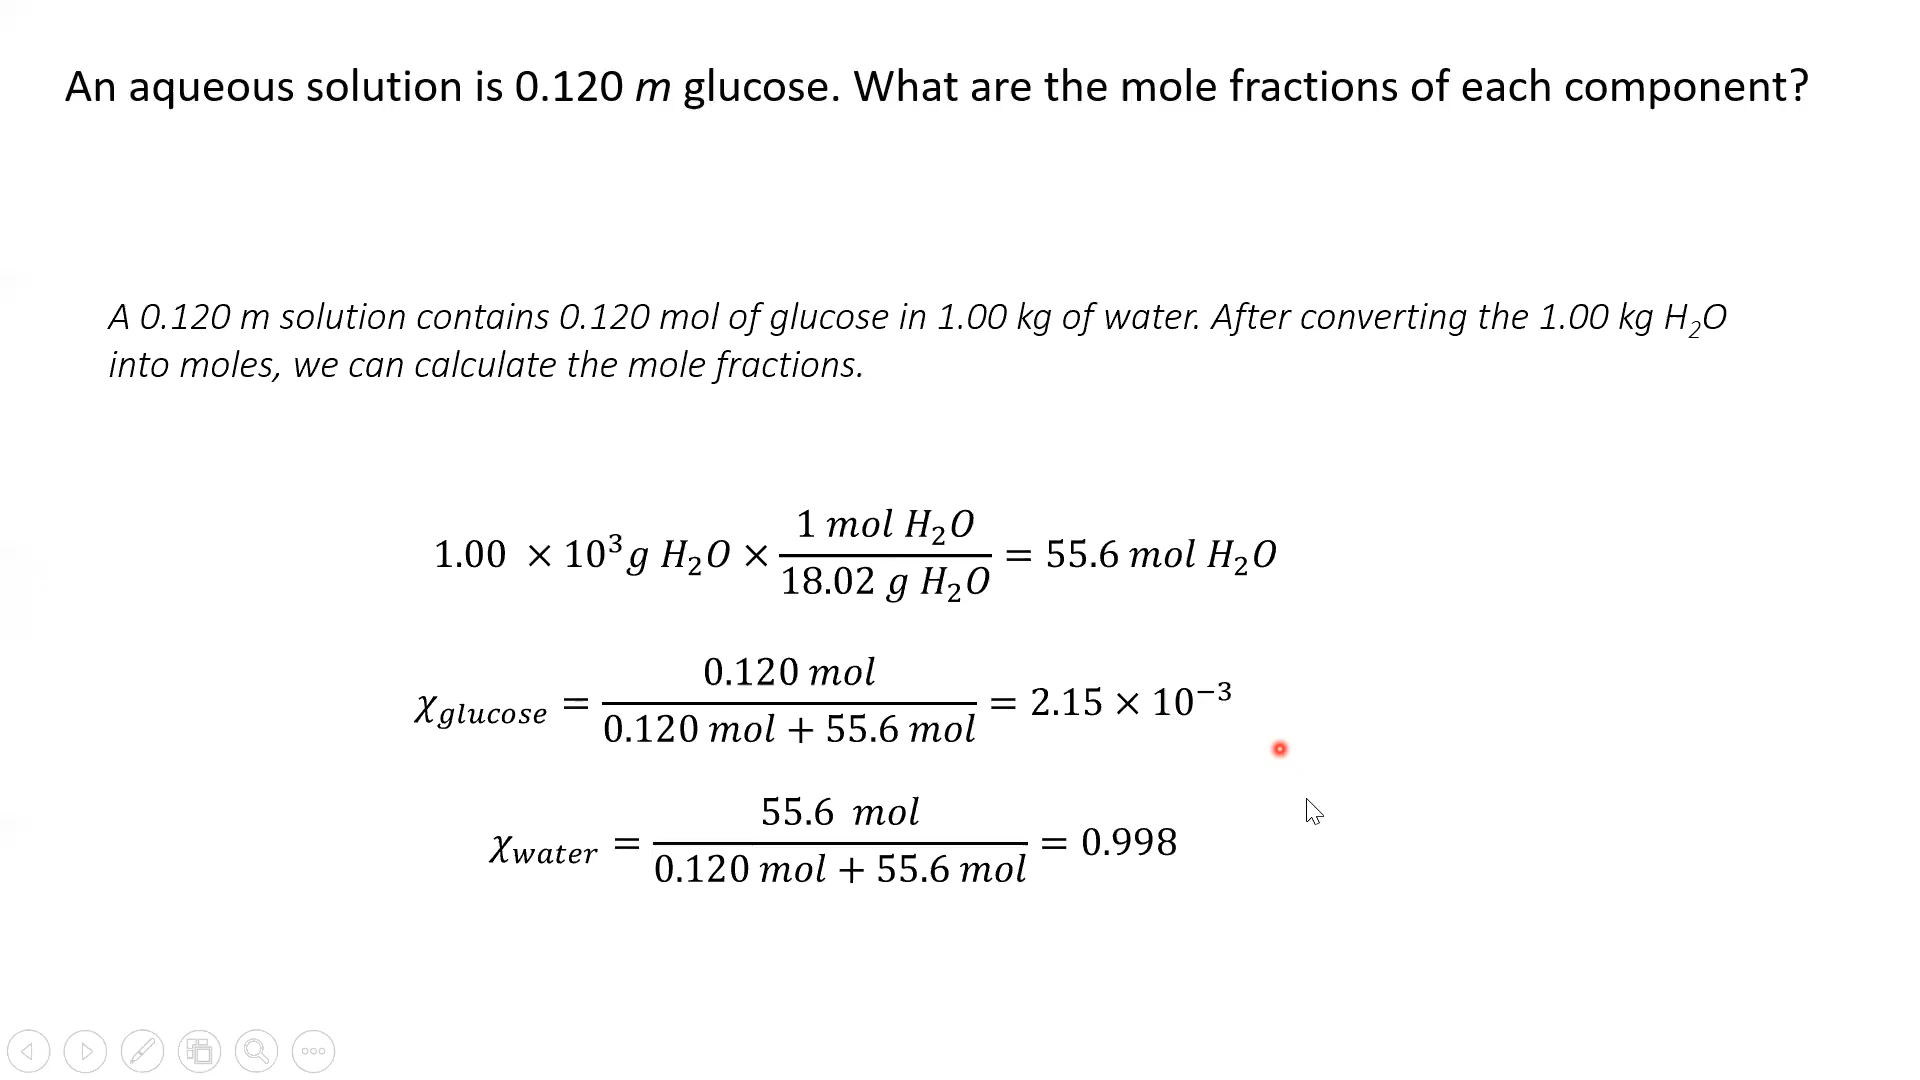 An aqueous solution is 0.120 m glucose. What are the mole fractions of each component?
A 0.120 m solution contains 0.120 mol of glucose in 1.00 kg of water. After converting the 1.00 kg H₂O
into moles, we can calculate the mole fractions.
1.00 × 10³ g H₂O × (1 mol H₂O / 18.02 g H₂O) = 55.6 mol H₂O
χ_glucose = 0.120 mol / (0.120 mol + 55.6 mol) = 2.15 × 10⁻³
χ_water = 55.6 mol / (0.120 mol + 55.6 mol) = 0.998